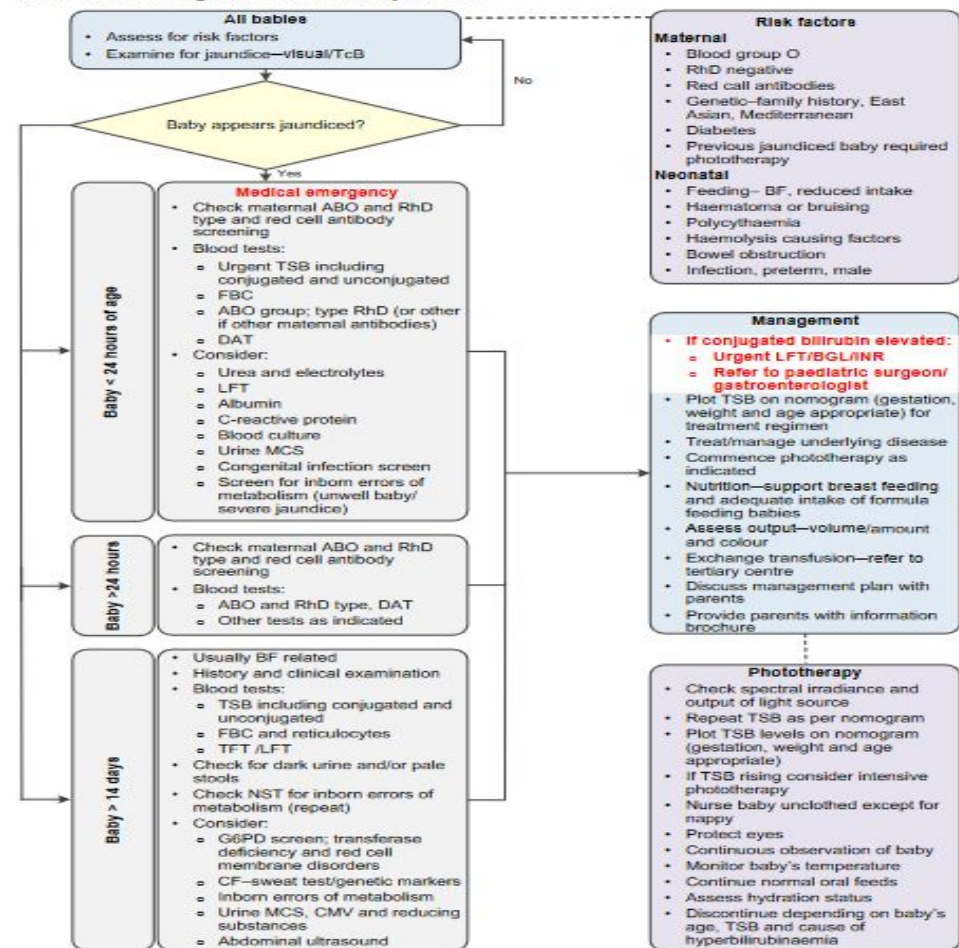 All babies
• Assess for risk factors
• Examine for jaundice—visual/TcB
No
Baby appears jaundiced?
Yes
Baby < 24 hours of age
Medical emergency
• Check maternal ABO and RhD
type and red cell antibody
screening
• Blood tests:
Urgent TSB including
conjugated and unconjugated
FBC
ABO group; type RhD (or other
if other maternal antibodies)
DAT
• Consider:
Urea and electrolytes
LFT
Albumin
C-reactive protein
Blood culture
Urine MCS
Congenital infection screen
Screen for inborn errors of
metabolism (unwell baby/
severe jaundice)
Baby >24 hours
• Check maternal ABO and RhD
type and red cell antibody
screening
• Blood tests:
ABO and RhD type, DAT
Other tests as indicated
Baby > 14 days
• Usually BF related
• History and clinical examination
• Blood tests:
TSB including conjugated and
unconjugated
FBC and reticulocytes
TFT /LFT
• Check for dark urine and/or pale
stools
• Check NST for inborn errors of
metabolism (repeat)
• Consider:
G6PD screen; transferase
deficiency and red cell
membrane disorders
CF–sweat test/genetic markers
Inborn errors of metabolism
Urine MCS, CMV and reducing
substances
Abdominal ultrasound
Risk factors
Maternal
• Blood group O
• RhD negative
• Red call antibodies
• Genetic–family history, East
Asian, Mediterranean
• Diabetes
• Previous jaundiced baby required
phototherapy
Neonatal
• Feeding– BF, reduced intake
• Haematoma or bruising
• Polycythaemia
• Haemolysis causing factors
• Bowel obstruction
• Infection, preterm, male
Management
• If conjugated bilirubin elevated:
Urgent LFT/BGL/INR
Refer to paediatric surgeon/
gastroenterologist
• Plot TSB on nomogram (gestation,
weight and age appropriate) for
treatment regimen
• Treat/manage underlying disease
• Commence phototherapy as
indicated
• Nutrition—support breast feeding
and adequate intake of formula
feeding babies
• Assess output—volume/amount
and colour
• Exchange transfusion—refer to
tertiary centre
• Discuss management plan with
parents
• Provide parents with information
brochure
Phototherapy
• Check spectral irradiance and
output of light source
• Repeat TSB as per nomogram
• Plot TSB levels on nomogram
(gestation, weight and age
appropriate)
• If TSB rising consider intensive
phototherapy
• Nurse baby unclothed except for
nappy
• Protect eyes
• Continuous observation of baby
• Monitor baby's temperature
• Continue normal oral feeds
• Assess hydration status
• Discontinue depending on baby's
age, TSB and cause of
hyperbilirubinaemia